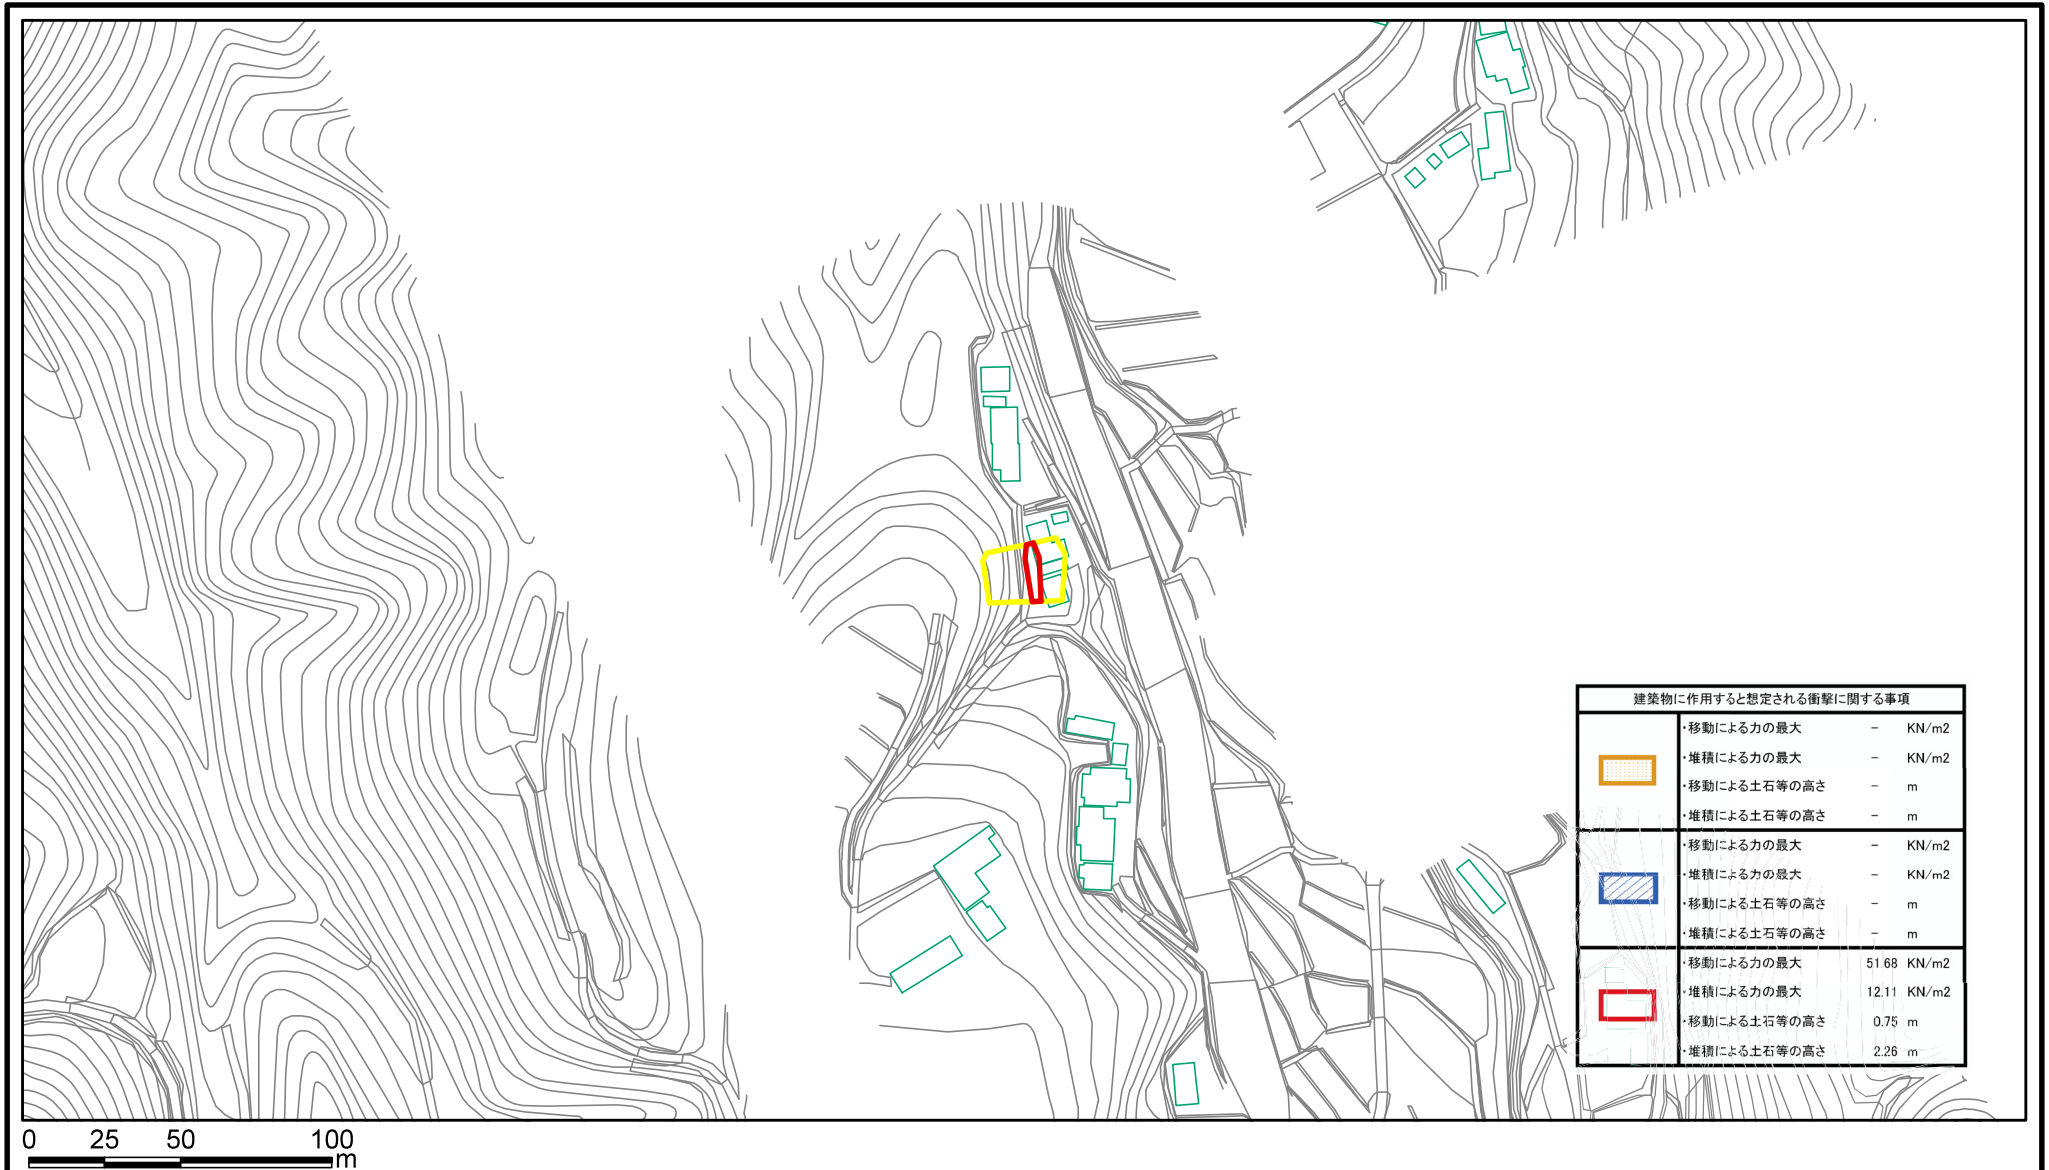 建築物に作用すると想定される衝撃に関する事項
・移動による力の最大 － KN/m2
・堆積による力の最大 － KN/m2
・移動による土石等の高さ － m
・堆積による土石等の高さ － m
・移動による力の最大 － KN/m2
・堆積による力の最大 － KN/m2
・移動による土石等の高さ － m
・堆積による土石等の高さ － m
・移動による力の最大 51.68 KN/m2
・堆積による力の最大 12.11 KN/m2
・移動による土石等の高さ 0.75 m
・堆積による土石等の高さ 2.26 m
0 25 50 100
m